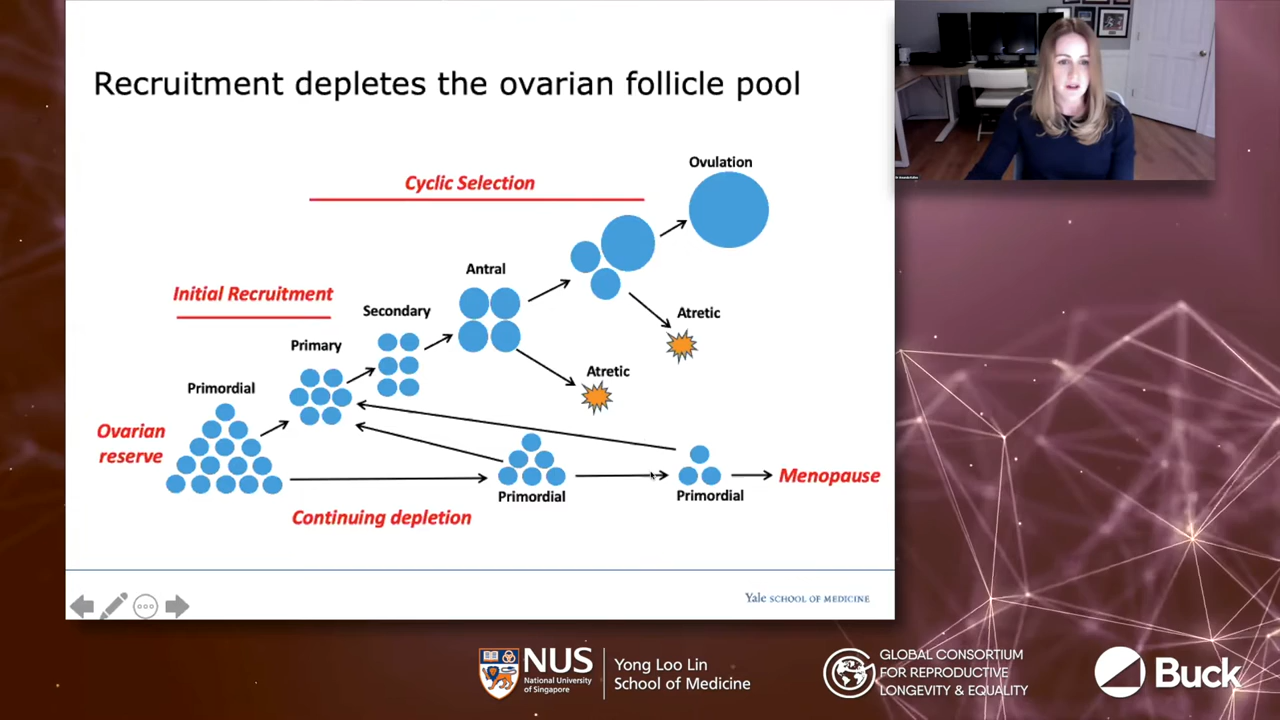 Recruitment depletes the ovarian follicle pool
Ovulation
Cyclic Selection
Antral
Initial Recruitment
Secondary
Atretic
Primary
Atretic
Primordial
Ovarian
reserve
Menopause
Primordial
Primordial
Continuing depletion
Yale SCHOOL OF MEDICINE
NUS
National University
of Singapore
Yong Loo Lin
School of Medicine
GLOBAL CONSORTIUM
FOR REPRODUCTIVE
LONGEVITY & EQUALITY
Buck